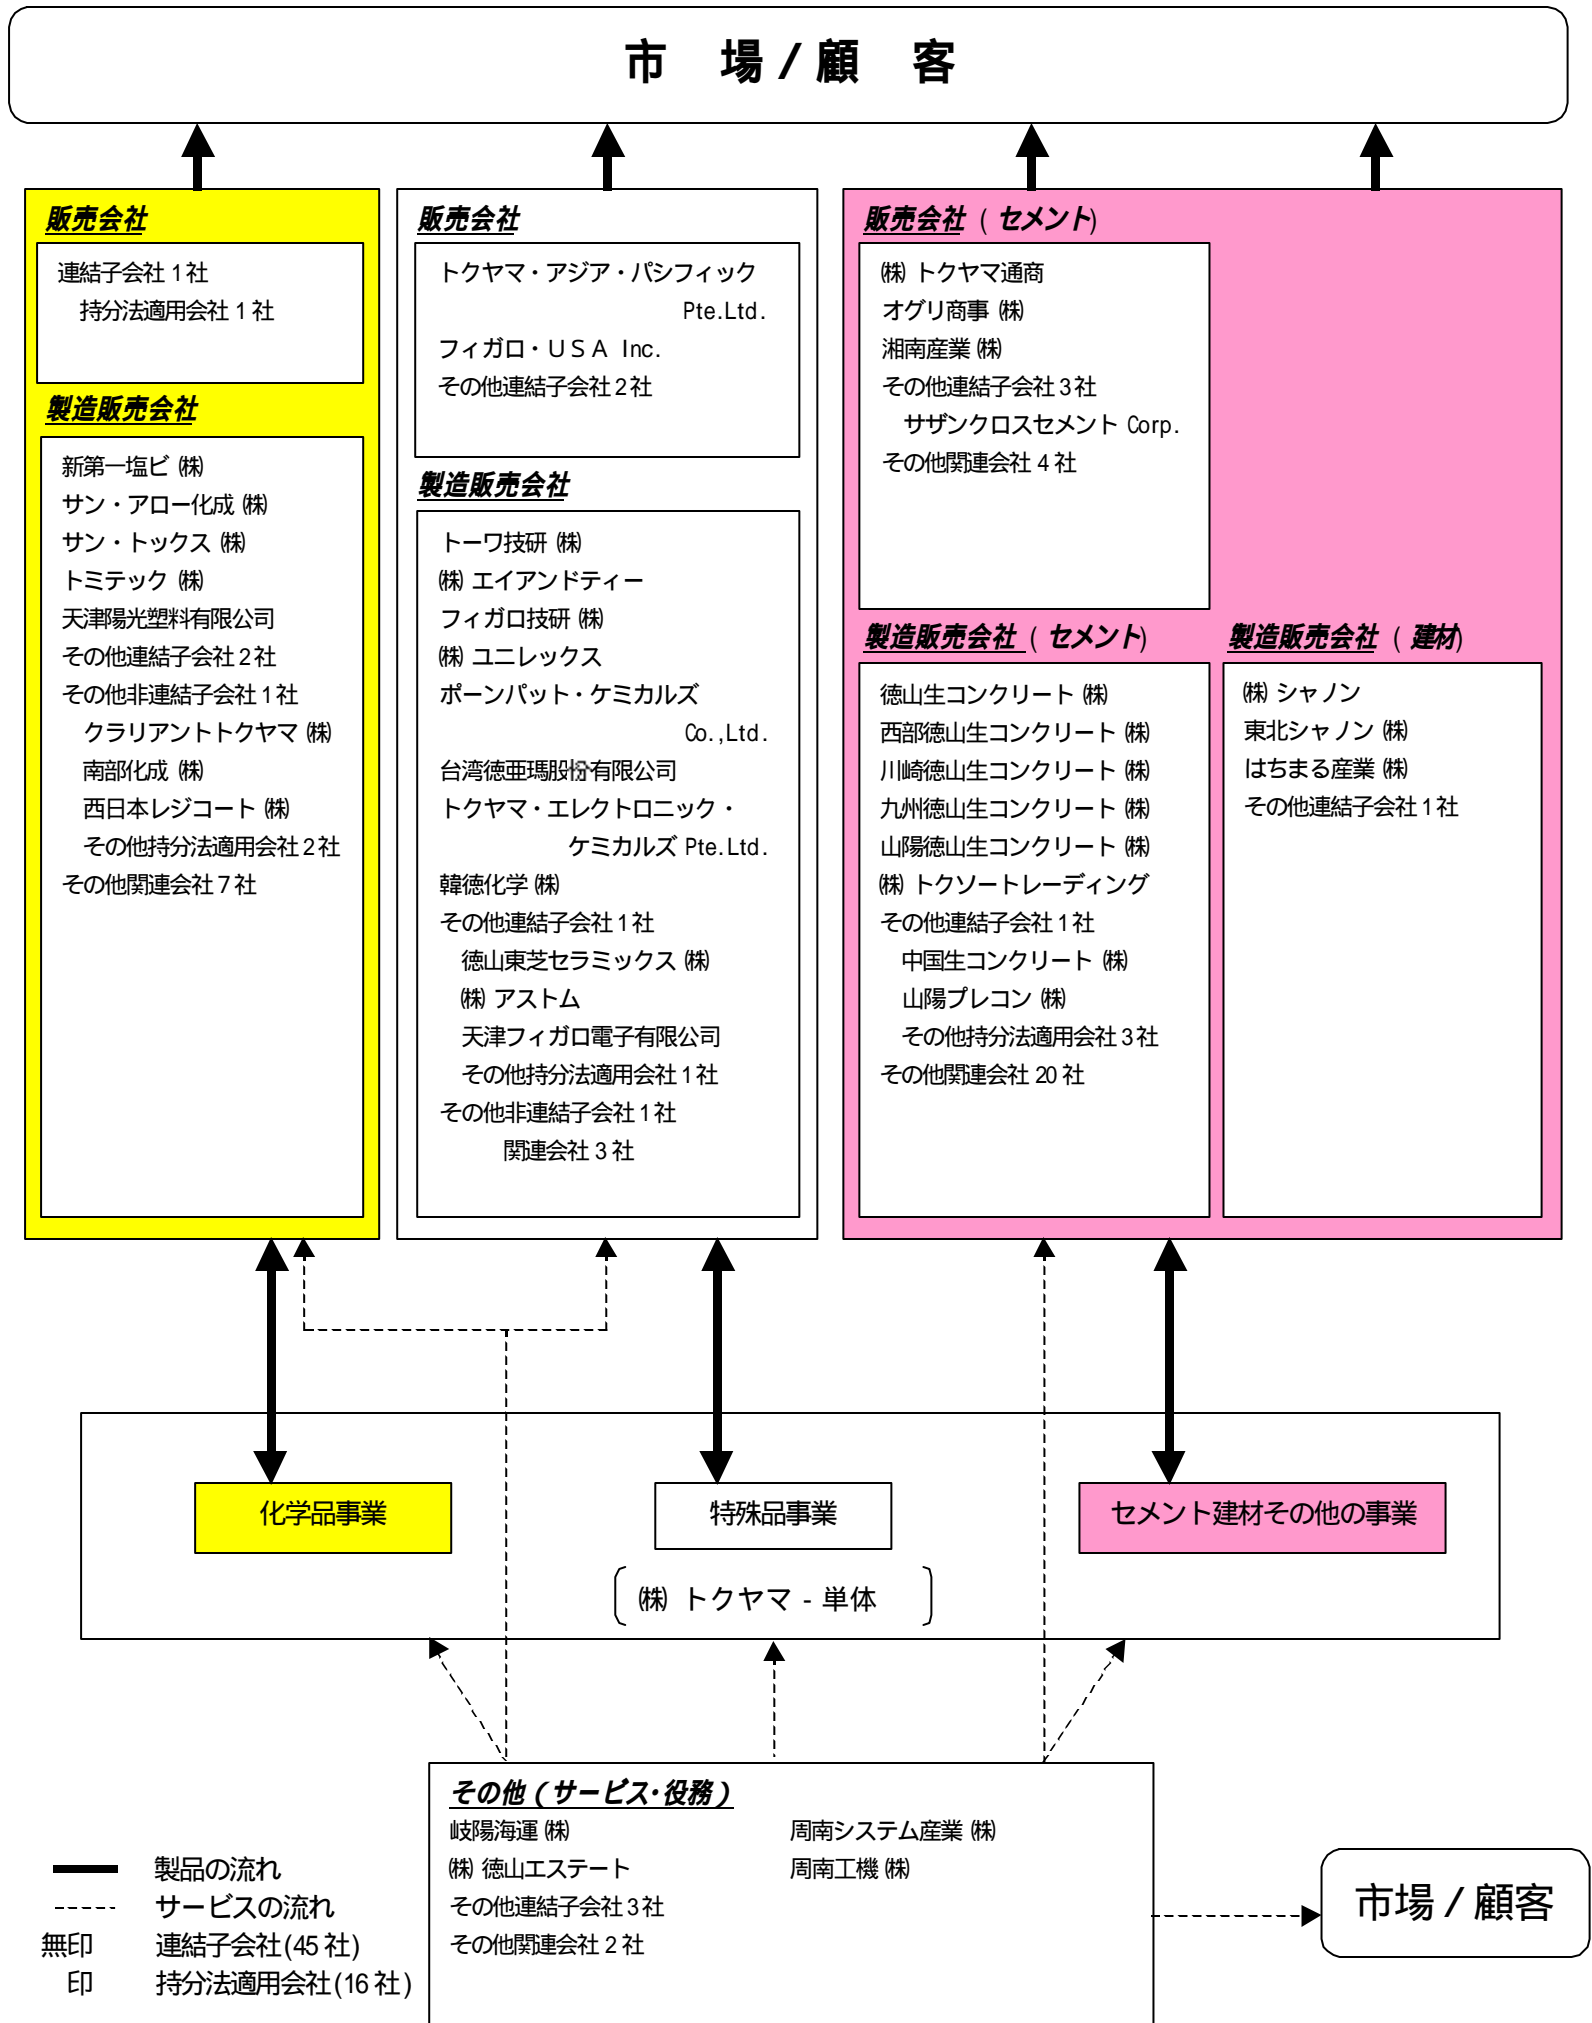 市 場 / 顧 客
販売会社
連結子会社 1 社
持分法適用会社 1 社
製造販売会社
新第一塩ビ ㈱
サン・アロー化成 ㈱
サン・トックス ㈱
トミテック ㈱
天津陽光塑料有限公司
その他連結子会社 2 社
その他非連結子会社 1 社
クラリアントトクヤマ ㈱
南部化成 ㈱
西日本レジコート ㈱
その他持分法適用会社 2 社
その他関連会社 7 社
販売会社
トクヤマ・アジア・パシフィック
Pte.Ltd.
フィガロ・USA Inc.
その他連結子会社 2 社
製造販売会社
トーワ技研 ㈱
㈱ エイアンドティー
フィガロ技研 ㈱
㈱ ユニレックス
ポーンパット・ケミカルズ
Co.,Ltd.
台湾徳亜瑪股份有限公司
トクヤマ・エレクトロニック・
ケミカルズ Pte.Ltd.
韓徳化学 ㈱
その他連結子会社 1 社
徳山東芝セラミックス ㈱
㈱ アストム
天津フィガロ電子有限公司
その他持分法適用会社 1 社
その他非連結子会社 1 社
関連会社 3 社
販売会社 ( セメント)
㈱ トクヤマ通商
オグリ商事 ㈱
湘南産業 ㈱
その他連結子会社 3 社
サザンクロスセメント Corp.
その他関連会社 4 社
製造販売会社 ( セメント)
徳山生コンクリート ㈱
西部徳山生コンクリート ㈱
川崎徳山生コンクリート ㈱
九州徳山生コンクリート ㈱
山陽徳山生コンクリート ㈱
㈱ トクソートレーディング
その他連結子会社 1 社
中国生コンクリート ㈱
山陽プレコン ㈱
その他持分法適用会社 3 社
その他関連会社 20 社
製造販売会社 ( 建材)
㈱ シャノン
東北シャノン ㈱
はちまる産業 ㈱
その他連結子会社 1 社
化学品事業
特殊品事業
セメント建材その他の事業
㈱ トクヤマ - 単体
その他 ( サービス・役務 )
岐陽海運 ㈱
㈱ 徳山エステート
その他連結子会社 3 社
その他関連会社 2 社
周南システム産業 ㈱
周南工機 ㈱
市場 / 顧客
製品の流れ
サービスの流れ
無印 連結子会社(45 社)
印 持分法適用会社(16 社)